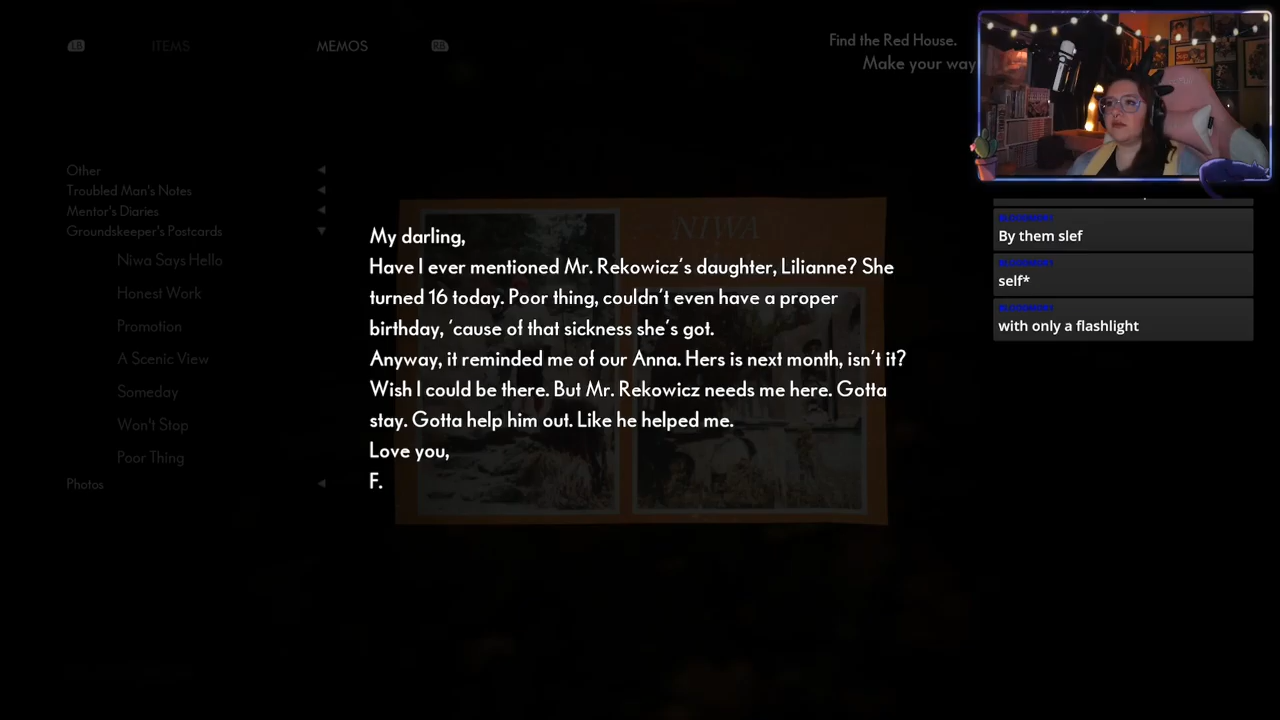 LB ITEMS MEMOS RB
Find the Red House.
Make your way
Other
Troubled Man's Notes
Mentor's Diaries
Groundskeeper's Postcards
Niwa Says Hello
Honest Work
Promotion
A Scenic View
Someday
Won't Stop
Poor Thing
Photos
NIWA
My darling,
Have I ever mentioned Mr. Rekowicz's daughter, Lilianne? She
turned 16 today. Poor thing, couldn't even have a proper
birthday, 'cause of that sickness she's got.
Anyway, it reminded me of our Anna. Hers is next month, isn't it?
Wish I could be there. But Mr. Rekowicz needs me here. Gotta
stay. Gotta help him out. Like he helped me.
Love you,
F.
By them slef
self*
with only a flashlight